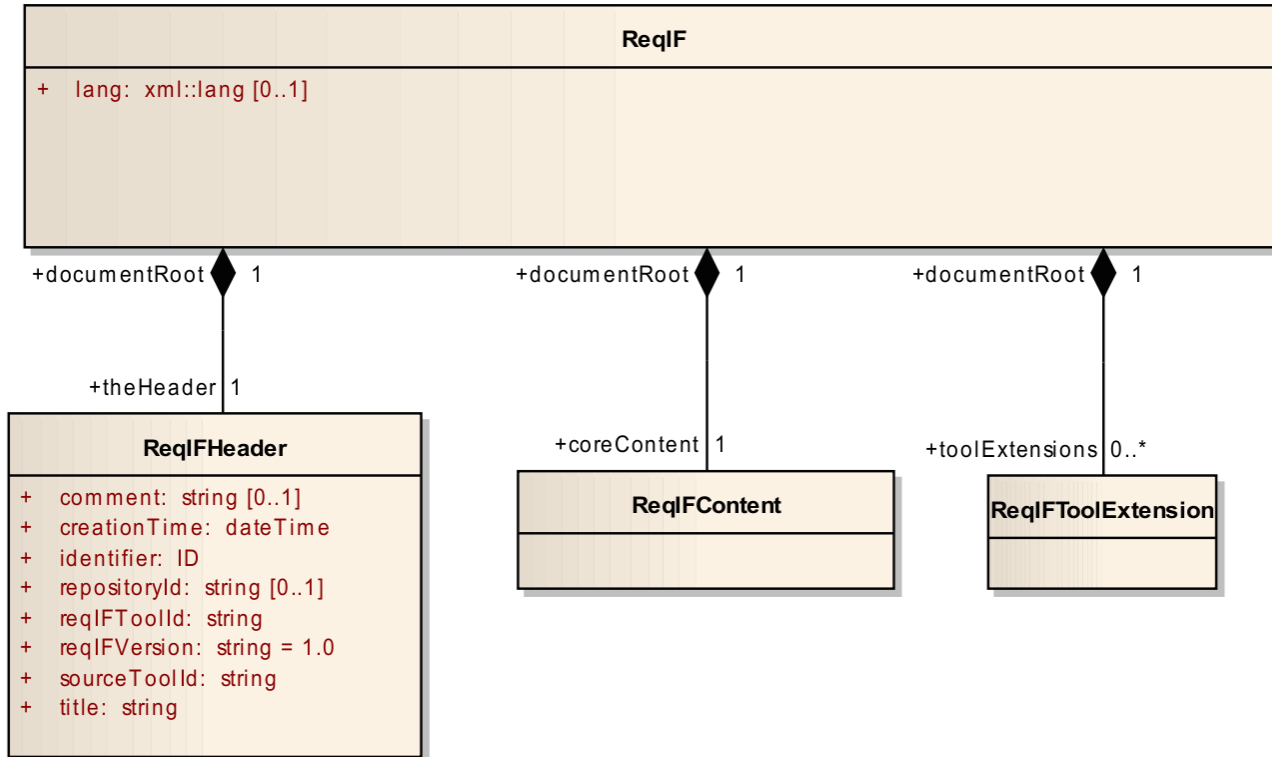 ReqIF
+ lang: xml::lang [0..1]
+documentRoot 1
+documentRoot 1
+documentRoot 1
+theHeader 1
+coreContent 1
+toolExtensions 0..*
ReqIFHeader
+ comment: string [0..1]
+ creationTime: dateTime
+ identifier: ID
+ repositoryId: string [0..1]
+ reqIFToolId: string
+ reqIFVersion: string = 1.0
+ sourceToolId: string
+ title: string
ReqIFContent
ReqIFToolExtension